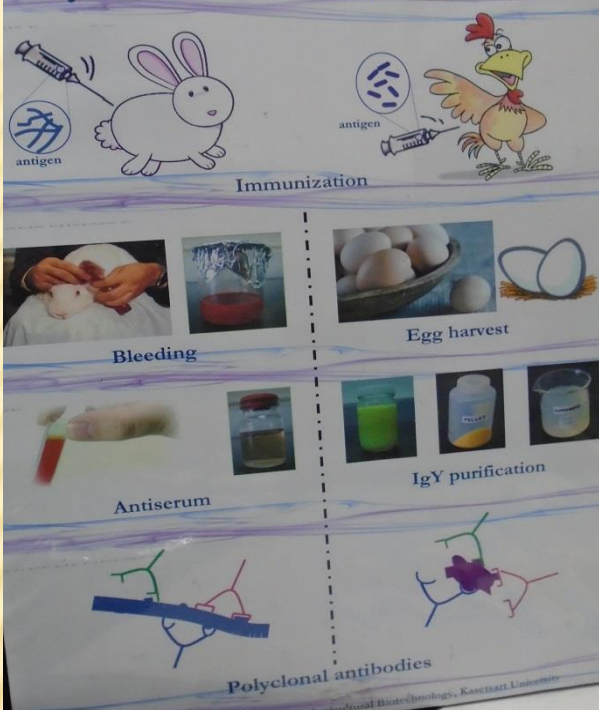 antigen
antigen
Immunization
Bleeding
Egg harvest
Antiserum
IgY purification
Polyclonal antibodies
Biotechnology, Kasetsart University